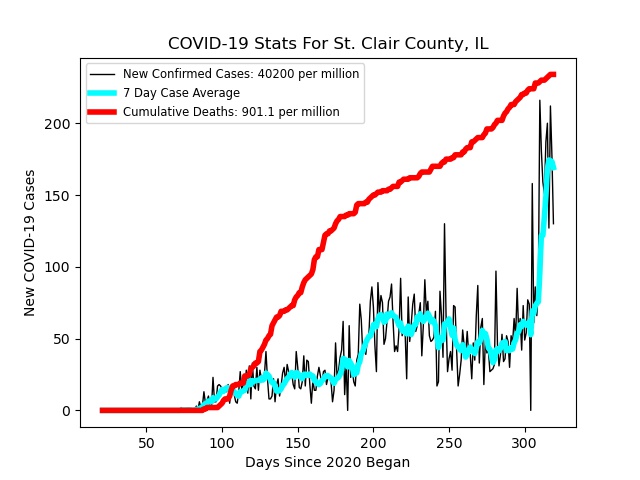 COVID-19 Stats For St. Clair County, IL
New Confirmed Cases: 40200 per million
7 Day Case Average
Cumulative Deaths: 901.1 per million
New COVID-19 Cases
200
150
100
50
0
50 100 150 200 250 300
Days Since 2020 Began